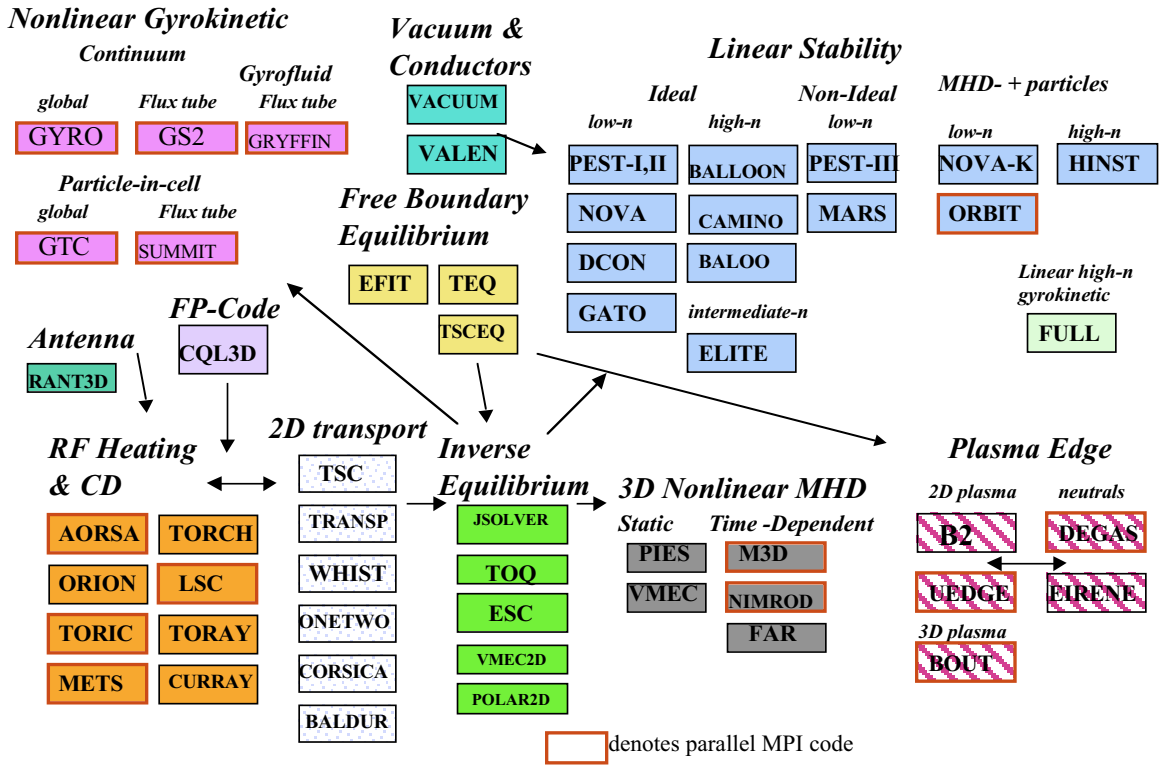 Nonlinear Gyrokinetic
Continuum
Gyrofluid
global
Flux tube
Flux tube
GYRO
GS2
GRYFFIN
Particle-in-cell
global
Flux tube
GTC
SUMMIT
Vacuum &
Conductors
VACUUM
VALEN
Free Boundary
Equilibrium
EFIT
TEQ
TSCEQ
Linear Stability
Ideal
low-n
high-n
PEST-I,II
BALLOON
NOVA
CAMINO
DCON
BALOO
GATO
intermediate-n
ELITE
Non-Ideal
low-n
PEST-III
MARS
MHD- + particles
low-n
high-n
NOVA-K
HINST
ORBIT
Linear high-n
gyrokinetic
FULL
Antenna
RANT3D
FP-Code
CQL3D
RF Heating
& CD
AORSA
TORCH
ORION
LSC
TORIC
TORAY
METS
CURRAY
2D transport
TSC
TRANSP
WHIST
ONETWO
CORSICA
BALDUR
Inverse
Equilibrium
JSOLVER
TOQ
ESC
VMEC2D
POLAR2D
3D Nonlinear MHD
Static
Time -Dependent
PIES
M3D
VMEC
NIMROD
FAR
Plasma Edge
2D plasma
neutrals
B2
DEGAS
UEDGE
EIRENE
3D plasma
BOUT
denotes parallel MPI code